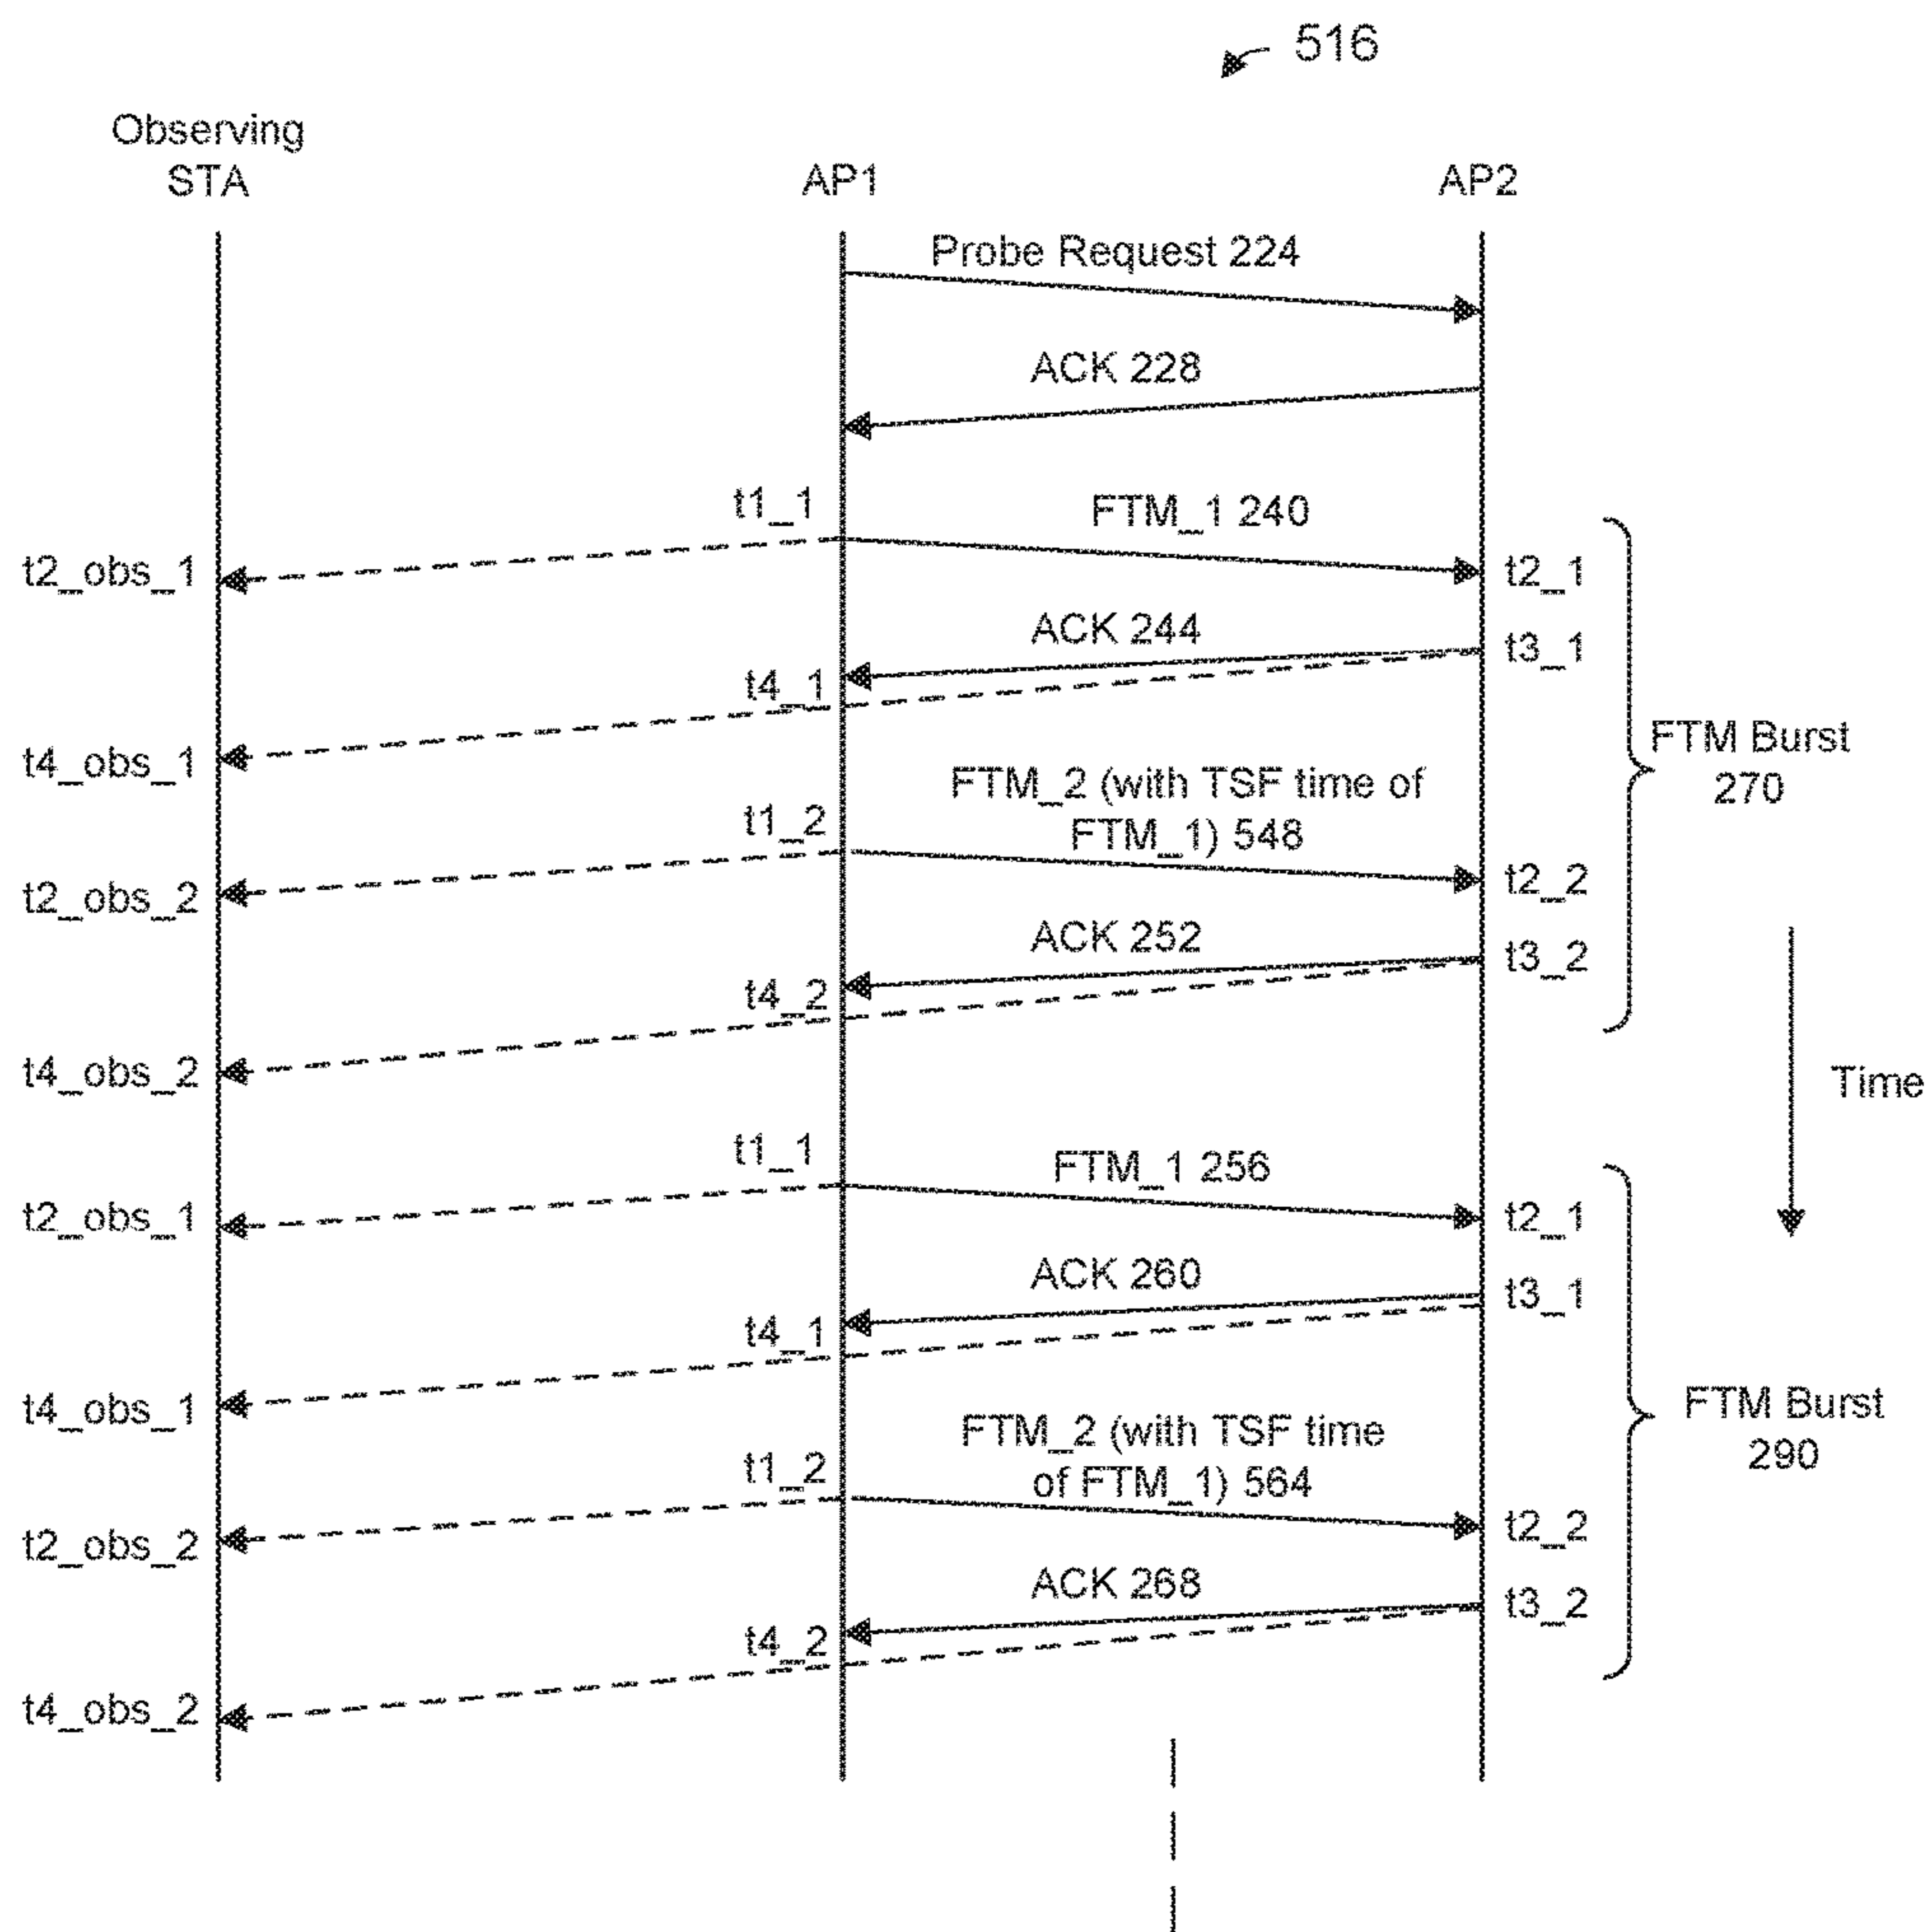 516
Observing
STA
AP1
AP2
Probe Request 224
ACK 228
t1_1
FTM_1 240
t2_obs_1
t2_1
ACK 244
t3_1
t4_1
t4_obs_1
FTM Burst
270
FTM_2 (with TSF time of
FTM_1) 548
t1_2
t2_obs_2
t2_2
ACK 252
t3_2
t4_2
t4_obs_2
Time
t1_1
FTM_1 256
t2_obs_1
t2_1
ACK 260
t3_1
t4_1
t4_obs_1
FTM Burst
290
FTM_2 (with TSF time
of FTM_1) 564
t1_2
t2_obs_2
t2_2
ACK 268
t3_2
t4_2
t4_obs_2